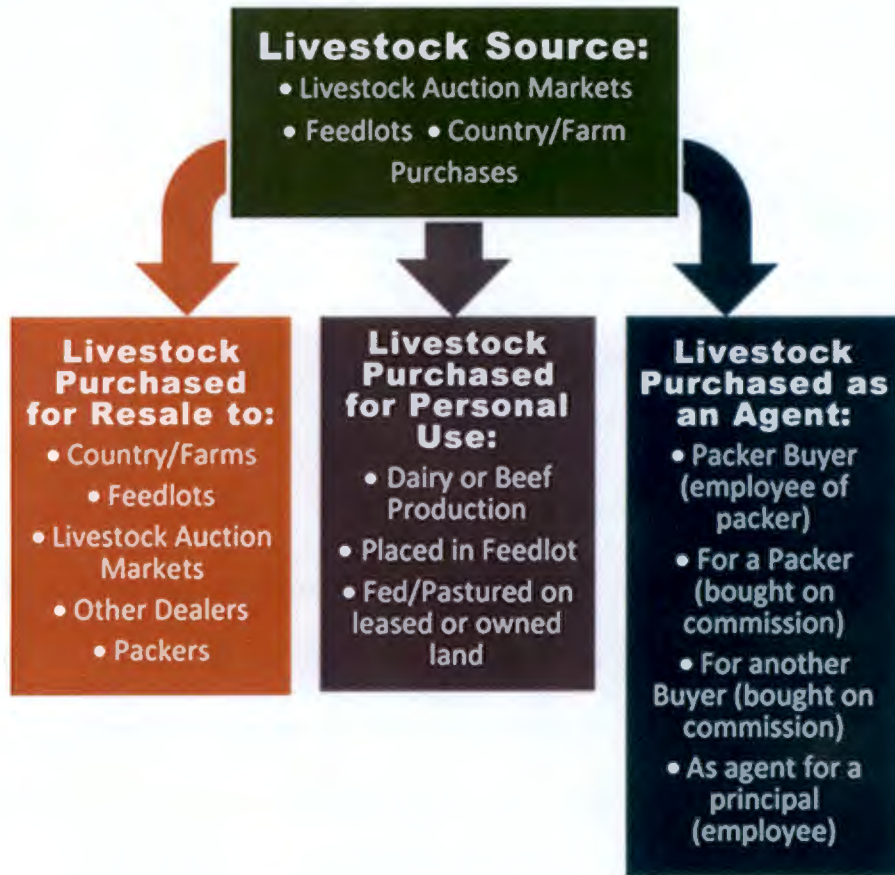 Livestock Source:
• Livestock Auction Markets
• Feedlots • Country/Farm
Purchases
Livestock
Purchased
for Resale to:
• Country/Farms
• Feedlots
• Livestock Auction
Markets
• Other Dealers
• Packers
Livestock
Purchased
for Personal
Use:
• Dairy or Beef
Production
• Placed in Feedlot
• Fed/Pastured on
leased or owned
land
Livestock
Purchased as
an Agent:
• Packer Buyer
(employee of
packer)
• For a Packer
(bought on
commission)
• For another
Buyer (bought on
commission)
• As agent for a
principal
(employee)